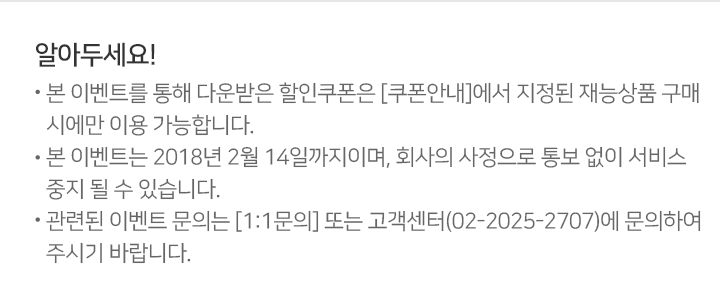 알아두세요!
• 본 이벤트를 통해 다운받은 할인쿠폰은 [쿠폰안내]에서 지정된 재능상품 구매
시에만 이용 가능합니다.
• 본 이벤트는 2018년 2월 14일까지이며, 회사의 사정으로 통보 없이 서비스
중지 될 수 있습니다.
• 관련된 이벤트 문의는 [1:1문의] 또는 고객센터(02-2025-2707)에 문의하여
주시기 바랍니다.